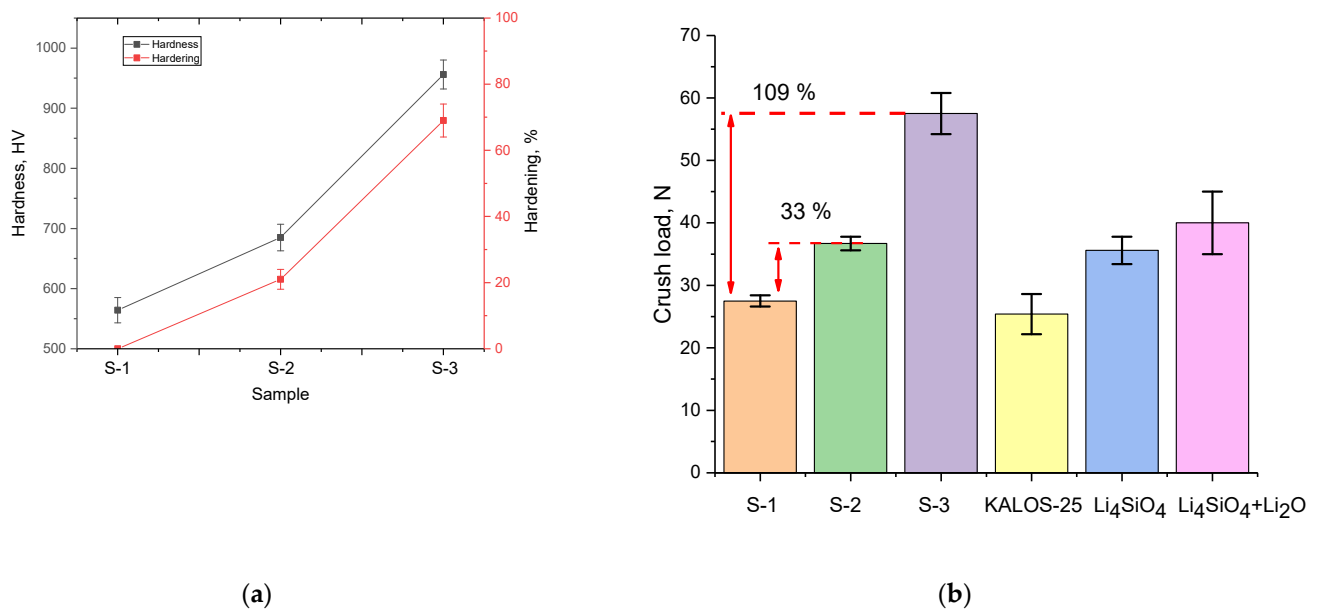 Hardness
Hardering
Hardness, HV
1000
900
800
700
600
500
100
80
60
40
20
0
Hardening, %
S-1 S-2 S-3
Sample
(a)
Crush load, N
70
60
50
40
30
20
10
0
109 %
33 %
S-1 S-2 S-3 KALOS-25 Li₄SiO₄ Li₄SiO₄+Li₂O
(b)